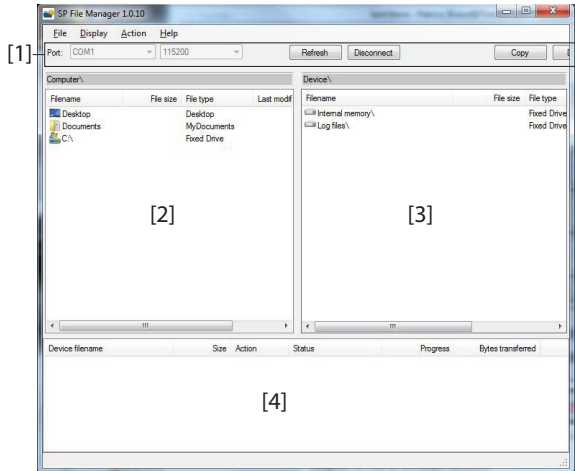 SP File Manager 1.0.10
File Display Action Help
[1]
Port: COM1 115200 Refresh Disconnect Copy
Computer\ Device\
Filename File size File type Last modf Filename File size File type
Desktop Desktop Internal memory\ Fixed Drive
Documents MyDocuments Log files\ Fixed Drive
C:\ Fixed Drive
[2] [3]
Device filename Size Action Status Progress Bytes transferred
[4]